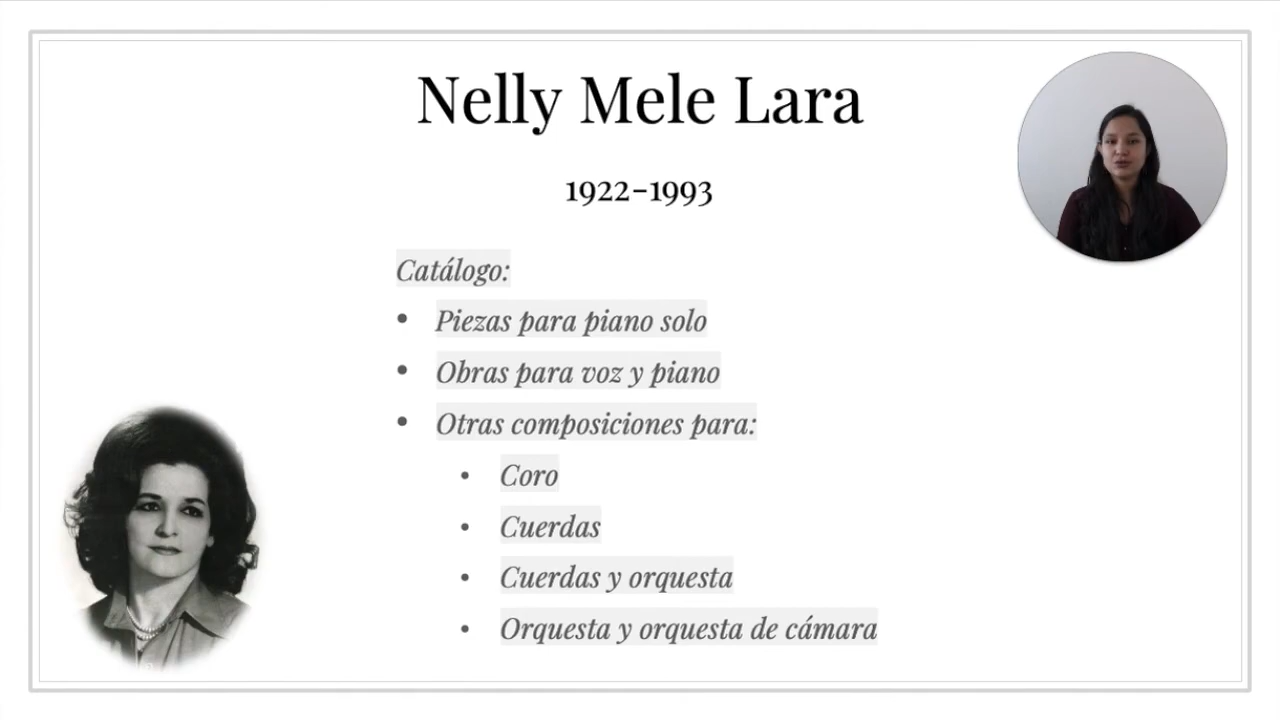 Nelly Mele Lara
1922–1993
Catálogo:
• Piezas para piano solo
• Obras para voz y piano
• Otras composiciones para:
• Coro
• Cuerdas
• Cuerdas y orquesta
• Orquesta y orquesta de cámara